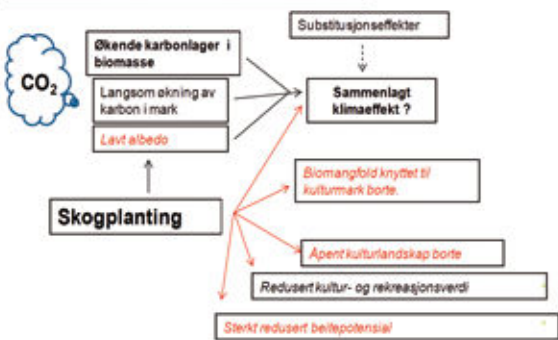 Substitusjonseffekter
Økende karbonlager i
biomasse
CO2
Langsom økning av
karbon i mark
Lavt albedo
Sammenlagt
klimaeffekt ?
Biomangfold knyttet til
kulturmark borte.
Skogplanting
Åpent kulturlandskap borte
Redusert kultur- og rekreasjonsverdi
Sterkt redusert beitepotensial